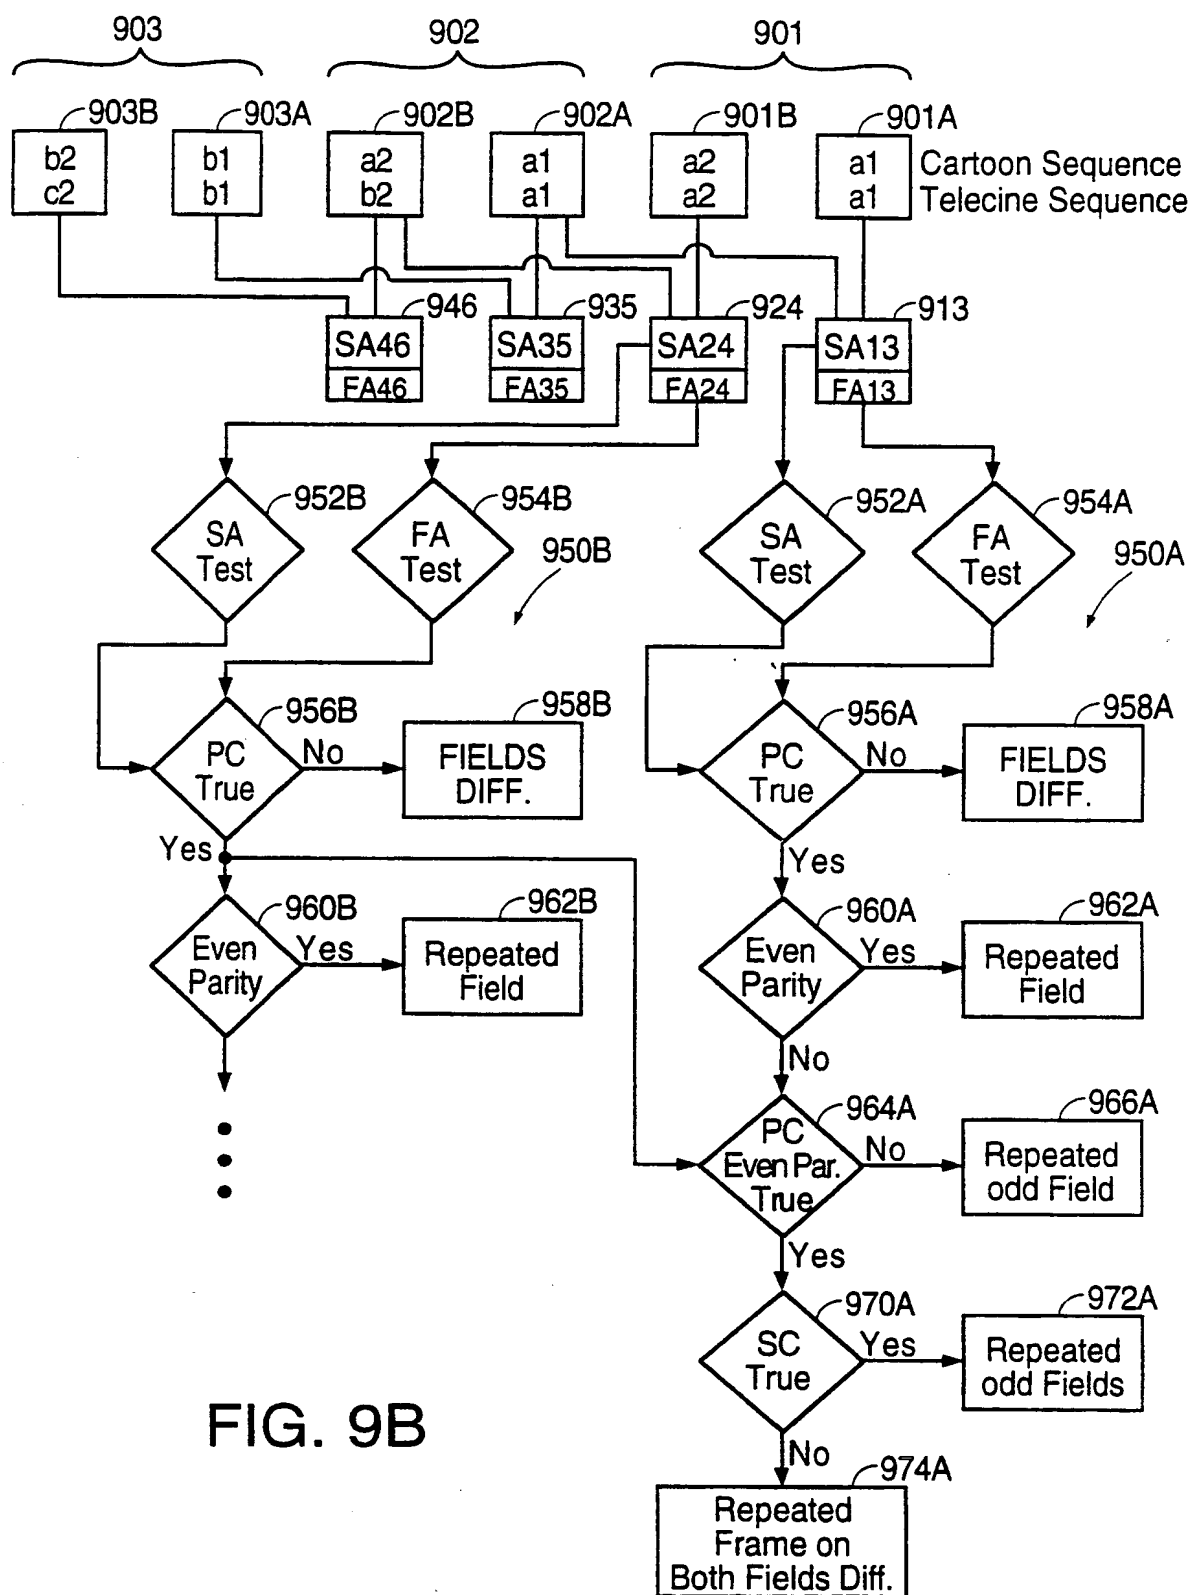 903
902
901
903B
903A
902B
902A
901B
901A
b2
c2
b1
b1
a2
b2
a1
a1
a2
a2
a1
a1
Cartoon Sequence
Telecine Sequence
946
935
924
913
SA46
FA46
SA35
FA35
SA24
FA24
SA13
FA13
952B
954B
952A
954A
SA
Test
FA
Test
SA
Test
FA
Test
950B
950A
956B
958B
956A
958A
PC
True
No
FIELDS
DIFF.
PC
True
No
FIELDS
DIFF.
Yes
Yes
960B
962B
960A
962A
Even
Parity
Yes
Repeated
Field
Even
Parity
Yes
Repeated
Field
No
964A
966A
PC
Even Par.
True
No
Repeated
odd Field
Yes
970A
972A
SC
True
Yes
Repeated
odd Fields
No
974A
Repeated
Frame on
Both Fields Diff.
FIG. 9B